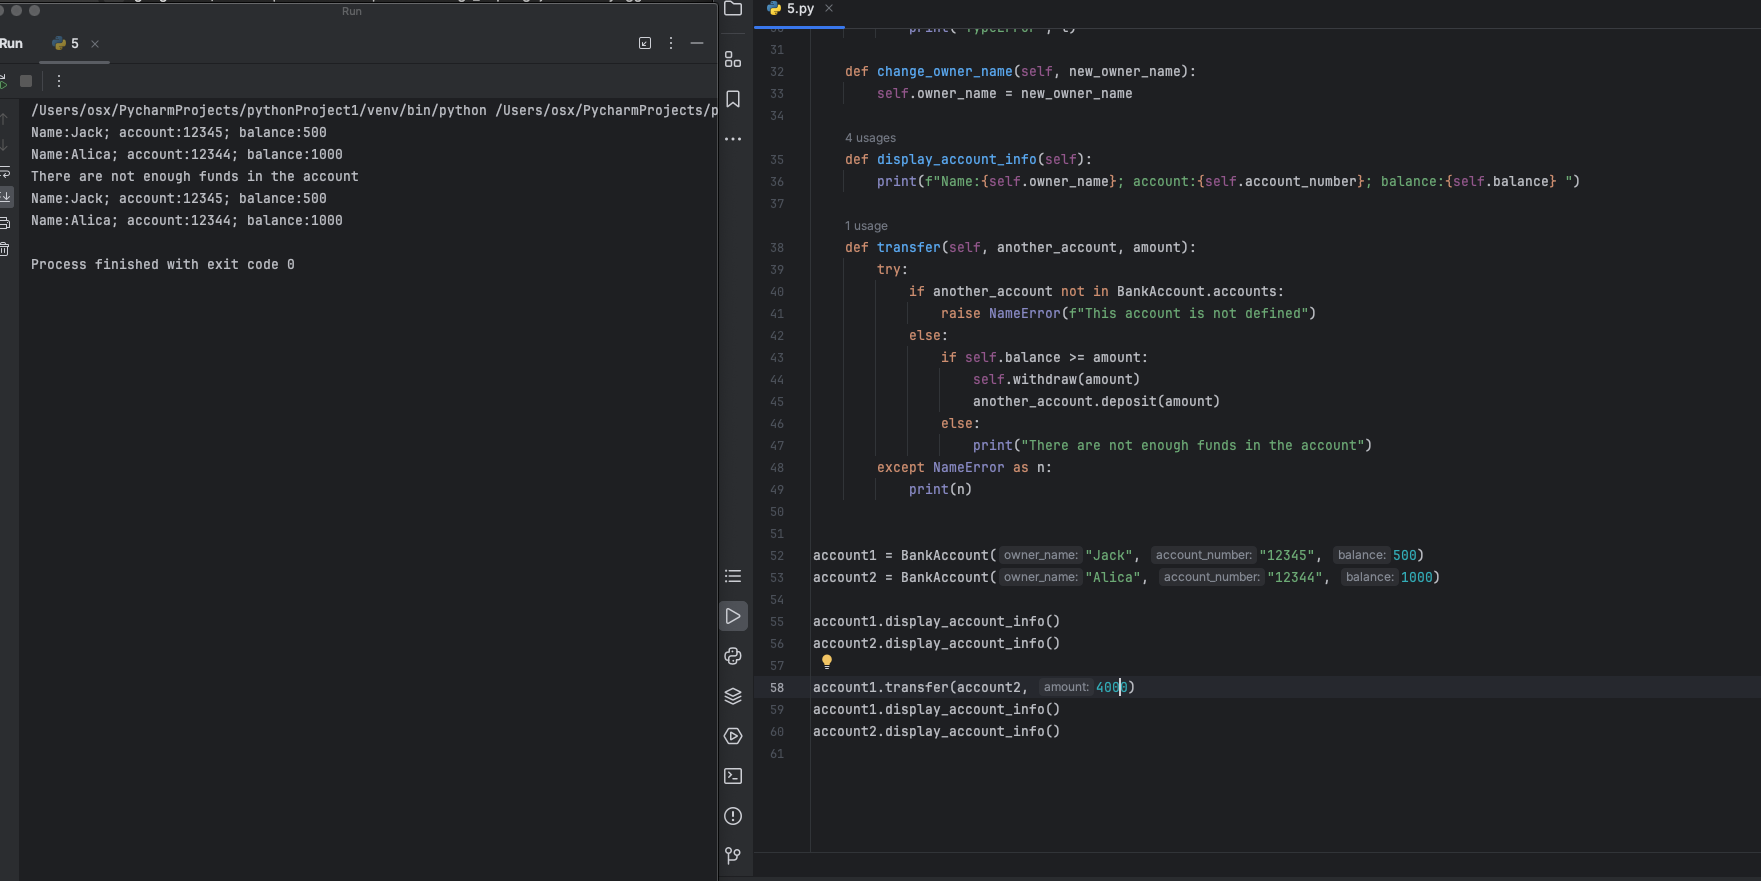 Run
Run
5
/Users/osx/PycharmProjects/pythonProject1/venv/bin/python /Users/osx/PycharmProjects/p
Name:Jack; account:12345; balance:500
Name:Alica; account:12344; balance:1000
There are not enough funds in the account
Name:Jack; account:12345; balance:500
Name:Alica; account:12344; balance:1000
Process finished with exit code 0
5.py
31
32 def change_owner_name(self, new_owner_name):
33 self.owner_name = new_owner_name
34
4 usages
35 def display_account_info(self):
36 print(f"Name:{self.owner_name}; account:{self.account_number}; balance:{self.balance} ")
37
1 usage
38 def transfer(self, another_account, amount):
39 try:
40 if another_account not in BankAccount.accounts:
41 raise NameError(f"This account is not defined")
42 else:
43 if self.balance >= amount:
44 self.withdraw(amount)
45 another_account.deposit(amount)
46 else:
47 print("There are not enough funds in the account")
48 except NameError as n:
49 print(n)
50
51
52 account1 = BankAccount( owner_name: "Jack", account_number: "12345", balance: 500)
53 account2 = BankAccount( owner_name: "Alica", account_number: "12344", balance: 1000)
54
55 account1.display_account_info()
56 account2.display_account_info()
57
58 account1.transfer(account2, amount: 4000)
59 account1.display_account_info()
60 account2.display_account_info()
61